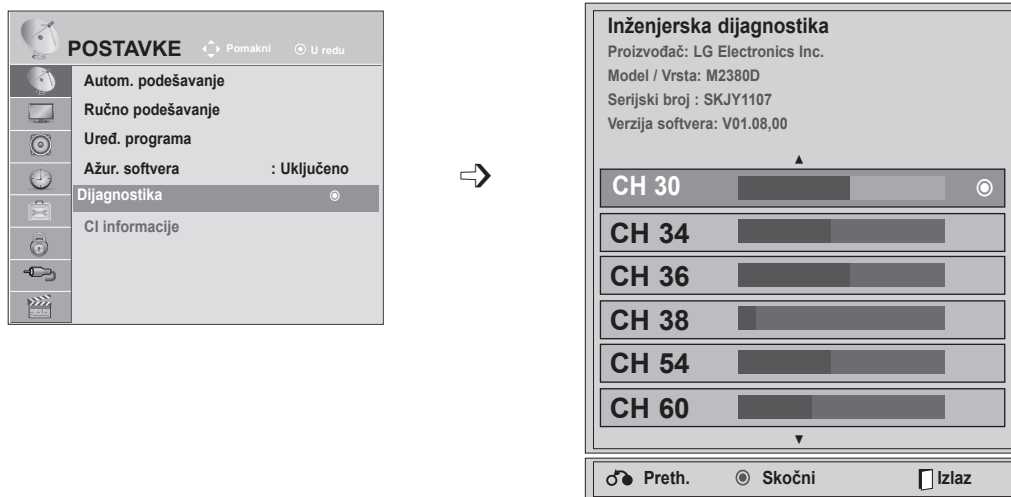 POSTAVKE
Pomakni
U redu
Autom. podešavanje
Ručno podešavanje
Uređ. programa
Ažur. softvera : Uključeno
Dijagnostika
CI informacije
Inženjerska dijagnostika
Proizvođač: LG Electronics Inc.
Model / Vrsta: M2380D
Serijski broj : SKJY1107
Verzija softvera: V01.08,00
CH 30
CH 34
CH 36
CH 38
CH 54
CH 60
Preth.
Skočni
Izlaz